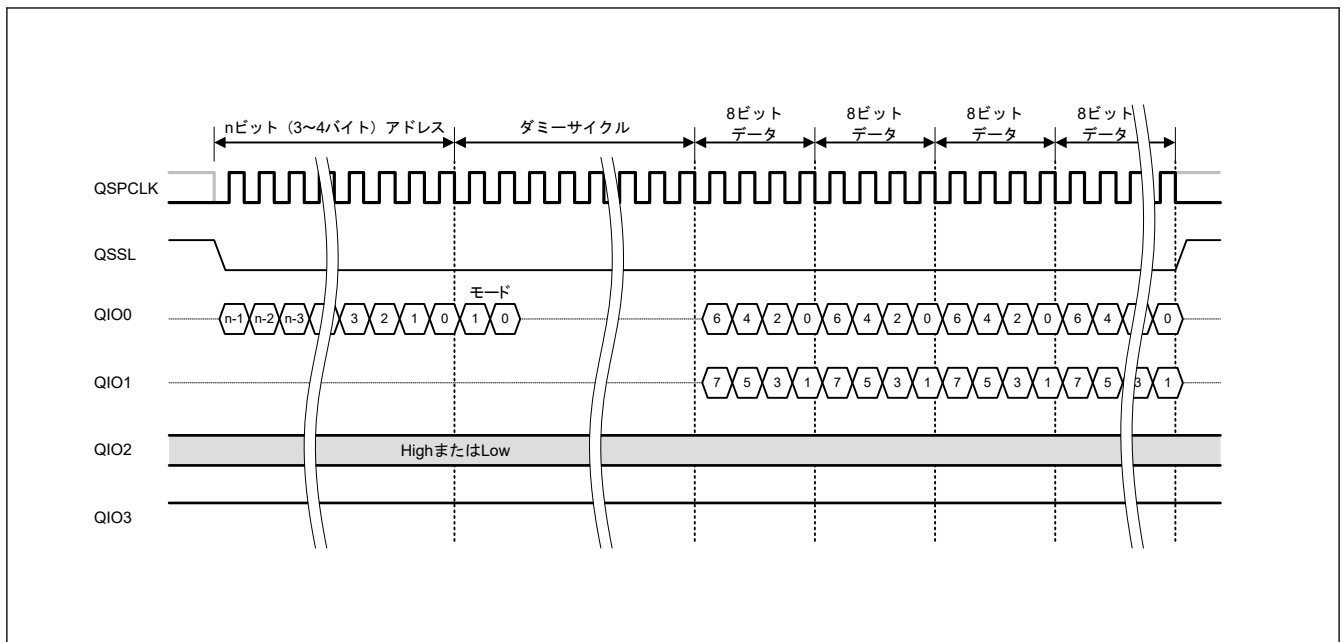 8ビット 8ビット 8ビット 8ビット
nビット（3～4バイト）アドレス ダミーサイクル データ データ データ データ
QSPCLK
QSSL
モード
QIO0 n-1 n-2 n-3 3 2 1 0 1 0 6 4 2 0 6 4 2 0 6 4 2 0 6 4 0
QIO1 7 5 3 1 7 5 3 1 7 5 3 1 7 5 3 1
QIO2 HighまたはLow
QIO3